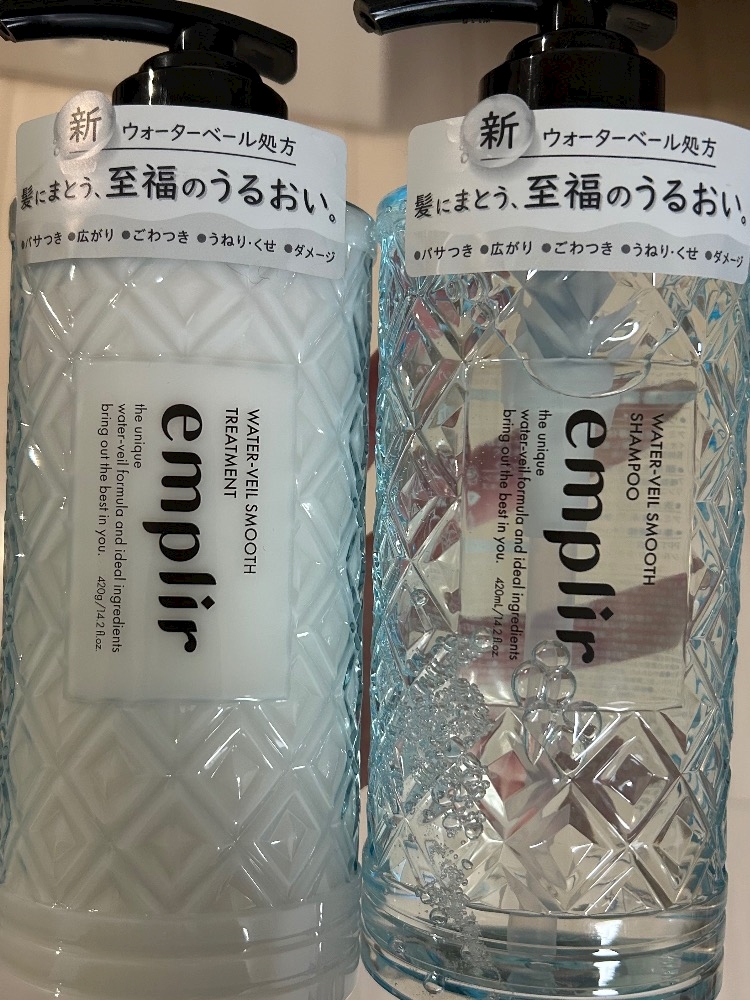 新
ウォーターベール処方
髪にまとう、至福のうるおい。
●パサつき ●広がり ●ごわつき ●うねり・くせ ●ダメージ
WATER-VEIL SMOOTH
TREATMENT
emplir
the unique
water-veil formula and ideal ingredients
bring out the best in you. 420g/14.2 fl.oz.
新
ウォーターベール処方
髪にまとう、至福のうるおい。
●パサつき ●広がり ●ごわつき ●うねり・くせ ●ダメージ
WATER-VEIL SMOOTH
SHAMPOO
emplir
the unique
water-veil formula and ideal ingredients
bring out the best in you. 420mL/14.2 fl.oz.